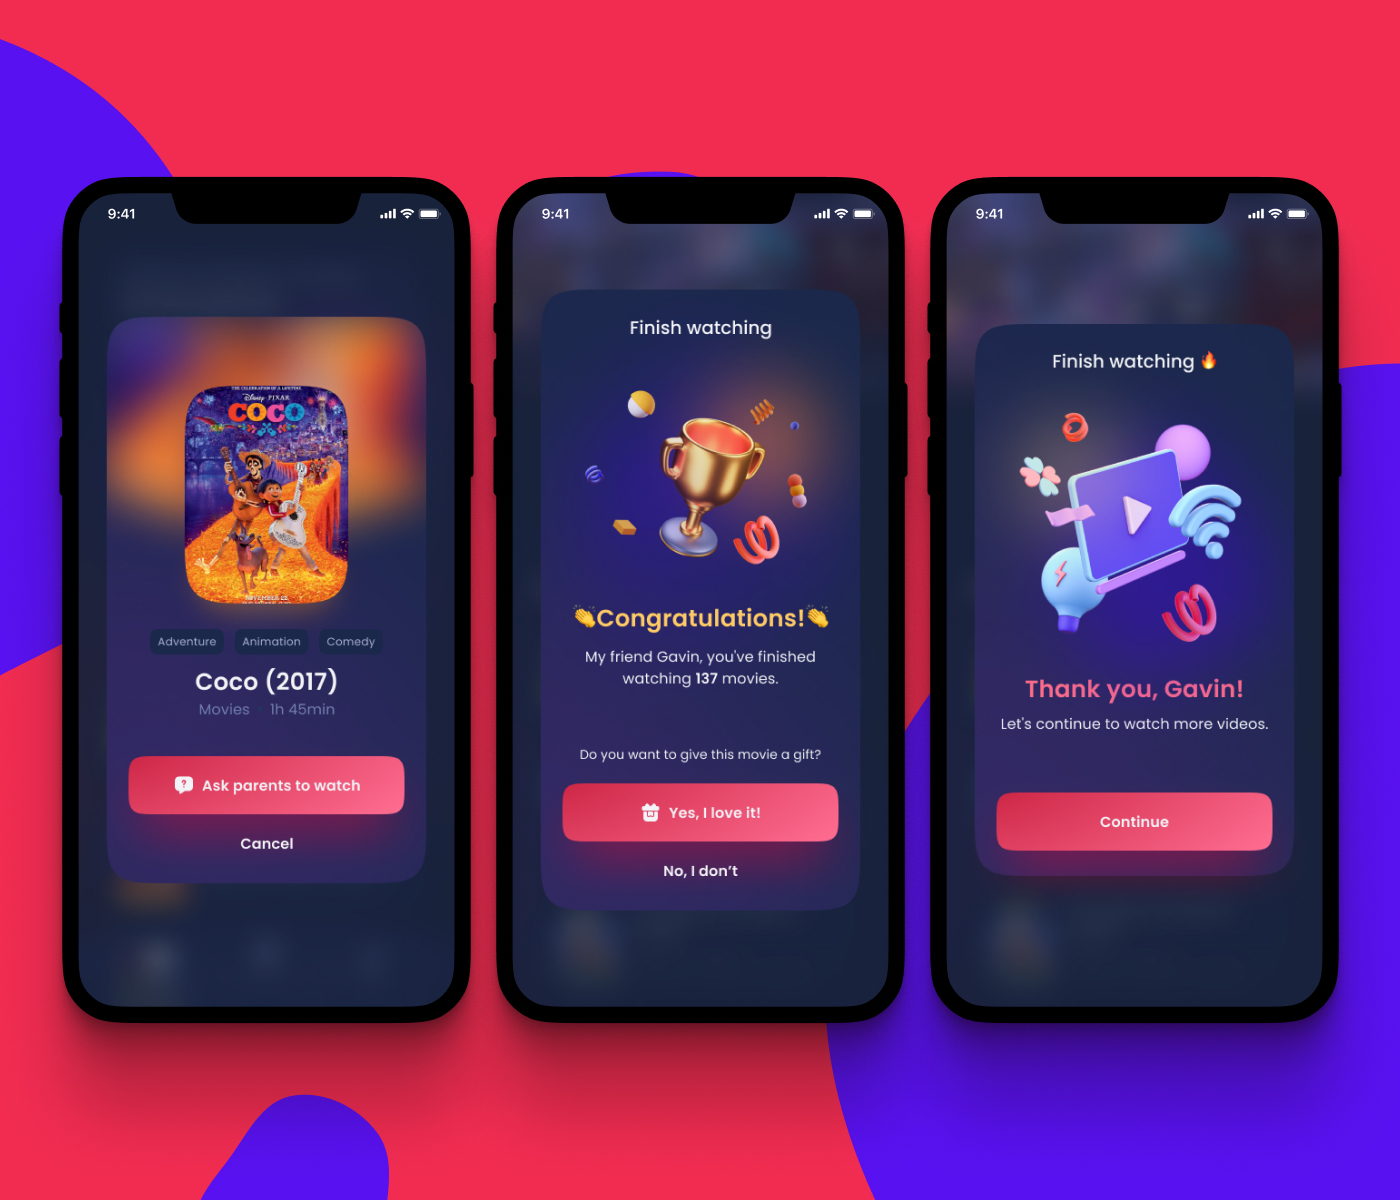 9:41
THE CELEBRATION OF A LIFETIME
Disney PIXAR
COCO
NOVEMBER 22
Adventure
Animation
Comedy
Coco (2017)
Movies
1h 45min
Ask parents to watch
Cancel
9:41
Finish watching
👏Congratulations!👏
My friend Gavin, you've finished
watching 137 movies.
Do you want to give this movie a gift?
Yes, I love it!
No, I don’t
9:41
Finish watching 🔥
Thank you, Gavin!
Let's continue to watch more videos.
Continue